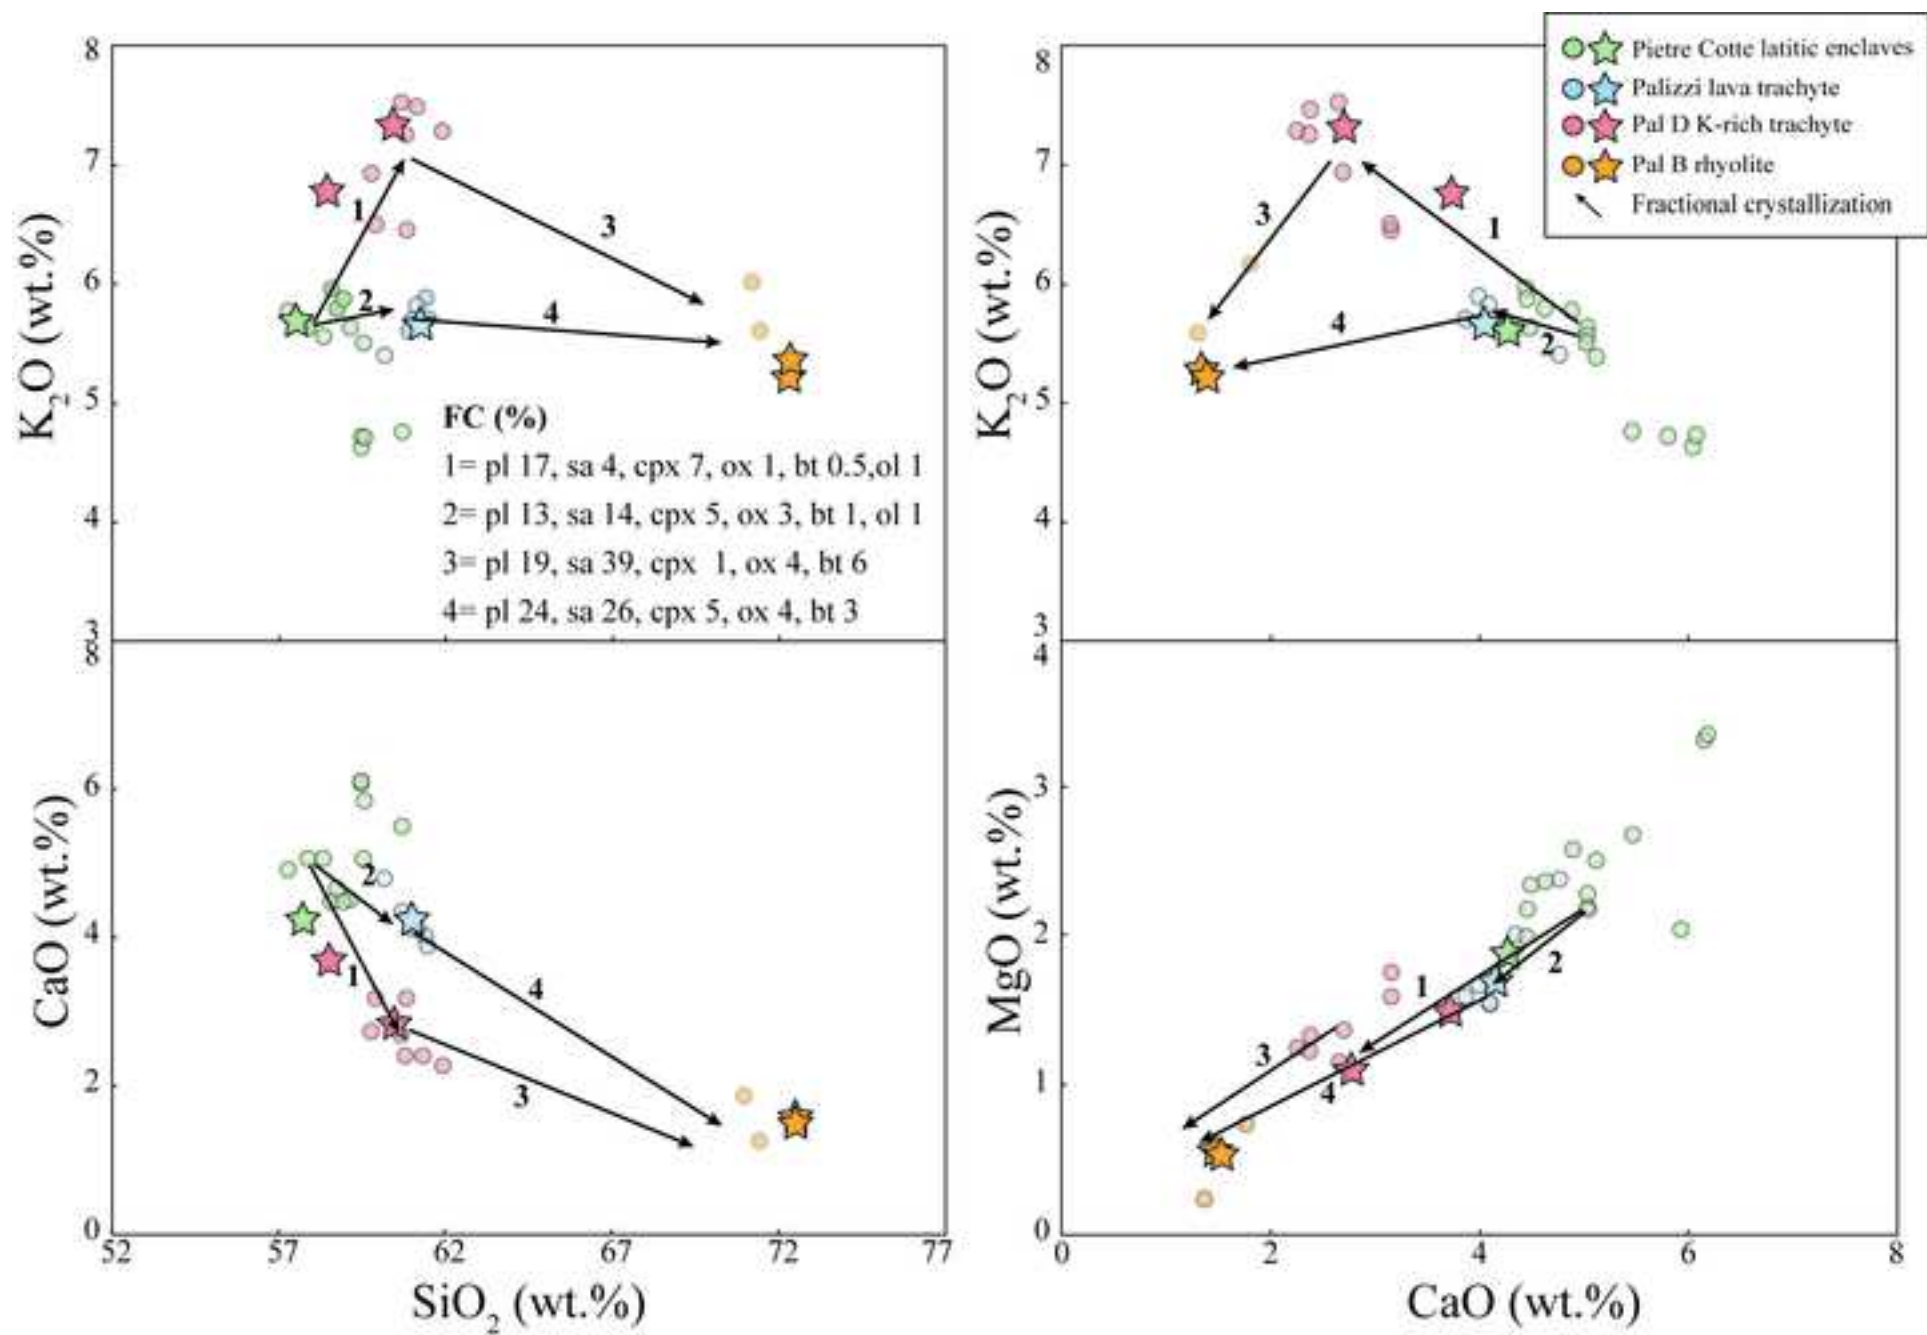 8
7
6
5
4
3
K₂O (wt.%)
1
2
3
4
FC (%)
1= pl 17, sa 4, cpx 7, ox 1, bt 0.5,ol 1
2= pl 13, sa 14, cpx 5, ox 3, bt 1, ol 1
3= pl 19, sa 39, cpx 1, ox 4, bt 6
4= pl 24, sa 26, cpx 5, ox 4, bt 3
8
7
6
5
4
3
K₂O (wt.%)
1
2
3
4
Pietre Cotte latitic enclaves
Palizzi lava trachyte
Pal D K-rich trachyte
Pal B rhyolite
Fractional crystallization
8
6
4
2
0
CaO (wt.%)
2
1
4
3
52 57 62 67 72 77
SiO₂ (wt.%)
4
3
2
1
0
MgO (wt.%)
2
1
3
4
0 2 4 6 8
CaO (wt.%)